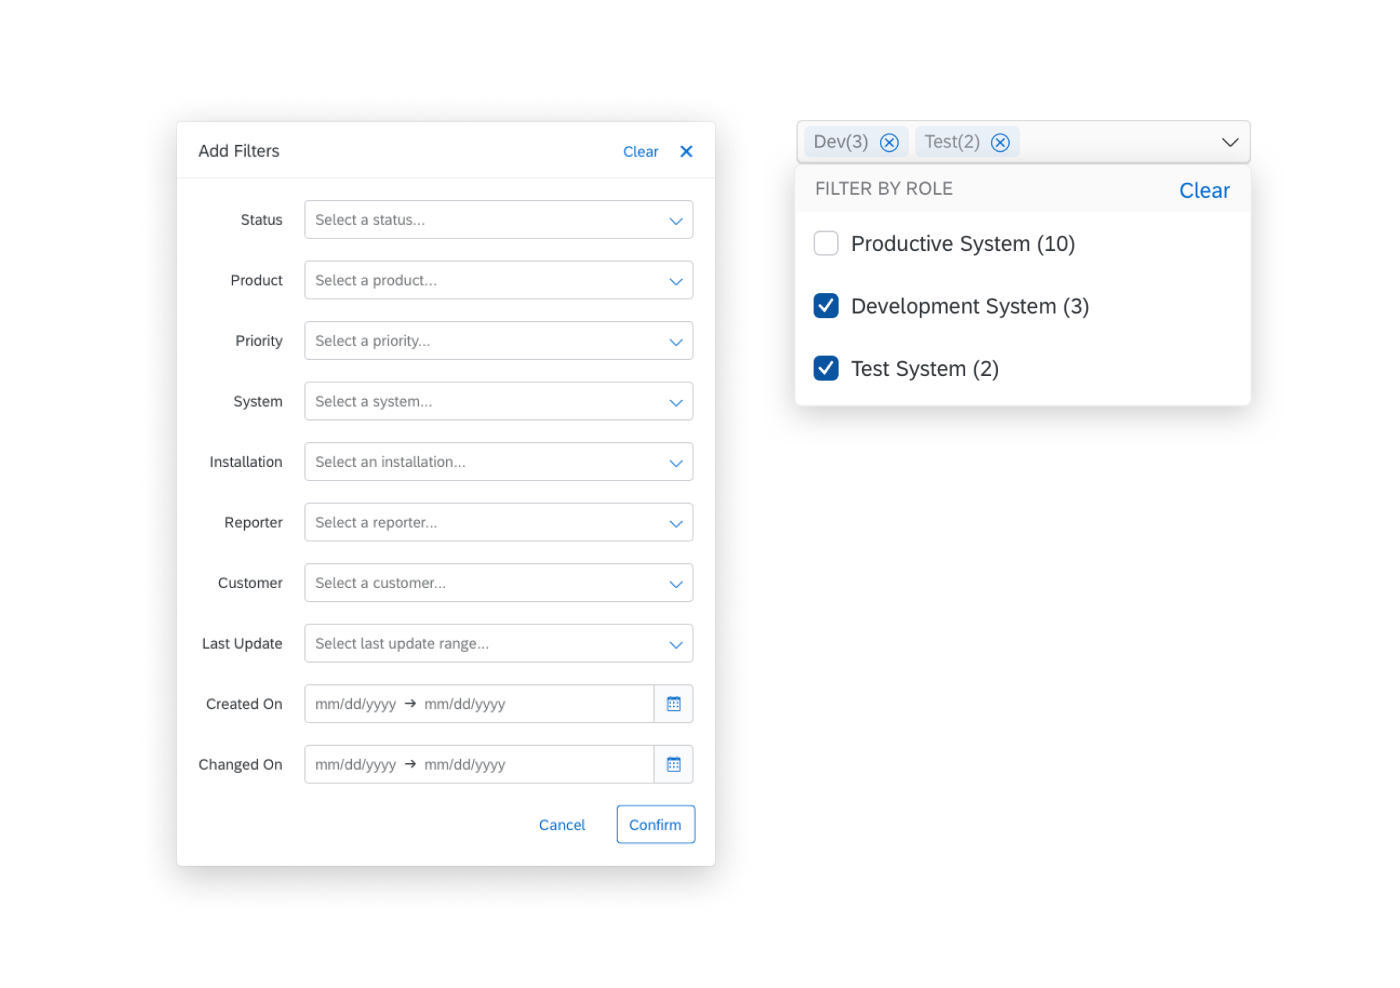 Add Filters Clear
Status Select a status...
Product Select a product...
Priority Select a priority...
System Select a system...
Installation Select an installation...
Reporter Select a reporter...
Customer Select a customer...
Last Update Select last update range...
Created On mm/dd/yyyy → mm/dd/yyyy
Changed On mm/dd/yyyy → mm/dd/yyyy
Cancel Confirm
Dev(3) Test(2)
FILTER BY ROLE Clear
Productive System (10)
Development System (3)
Test System (2)